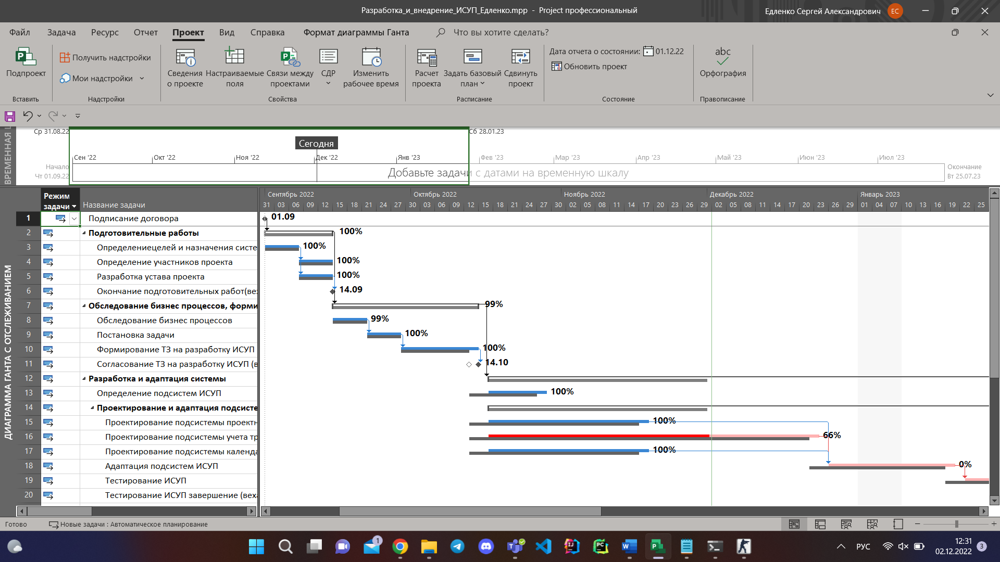 Разработка_и_внедрение_ИСУП_Едленко.mpp - Project профессиональный
Едленко Сергей Александрович
ЕС
Файл Задача Ресурс Отчет Проект Вид Справка Формат диаграммы Ганта Что вы хотите сделать?
Подпроект
Вставить
Получить надстройки
Мои надстройки
Надстройки
Сведения о проекте
Настраиваемые поля
Связи между проектами
СДР
Изменить рабочее время
Свойства
Расчет проекта
Задать базовый план
Сдвинуть проект
Расписание
Дата отчета о состоянии: 01.12.22
Обновить проект
Состояние
abc
Орфография
Правописание
ВРЕМЕННАЯ
Ср 31.08.22
Сб 28.01.23
Сегодня
Сен '22 Окт '22 Ноя '22 Дек '22 Янв '23 Фев '23 Мар '23 Апр '23 Май '23 Июн '23 Июл '23
Начало
Чт 01.09.22
Добавьте задачи с датами на временную шкалу
Окончание
Вт 25.07.23
ДИАГРАММА ГАНТА С ОТСЛЕЖИВАНИЕМ
Режим задачи
Название задачи
Сентябрь 2022 Октябрь 2022 Ноябрь 2022 Декабрь 2022 Январь 2023
31 03 06 09 12 15 18 21 24 27 30 03 06 09 12 15 18 21 24 27 30 02 05 08 11 14 17 20 23 26 29 02 05 08 11 14 17 20 23 26 29 01 04 07 10 13 16 19 22 25
1 Подписание договора 01.09
2 Подготовительные работы 100%
3 Определениецелей и назначения систе 100%
4 Определение участников проекта 100%
5 Разработка устава проекта 100%
6 Окончание подготовительных работ(вех 14.09
7 Обследование бизнес процессов, форми 99%
8 Обследование бизнес процессов 99%
9 Постановка задачи 100%
10 Формирование ТЗ на разработку ИСУП 100%
11 Согласование ТЗ на разработку ИСУП (в 14.10
12 Разработка и адаптация системы
13 Определение подсистем ИСУП 100%
14 Проектирование и адаптация подсисте
15 Проектирование подсистемы проектн 100%
16 Проектирование подсистемы учета тр 66%
17 Проектирование подсистемы календа 100%
18 Адаптация подсистем ИСУП 0%
19 Тестирование ИСУП
20 Тестирование ИСУП завершение (веха
Готово
Новые задачи : Автоматическое планирование
1
РУС
12:31
02.12.2022
3